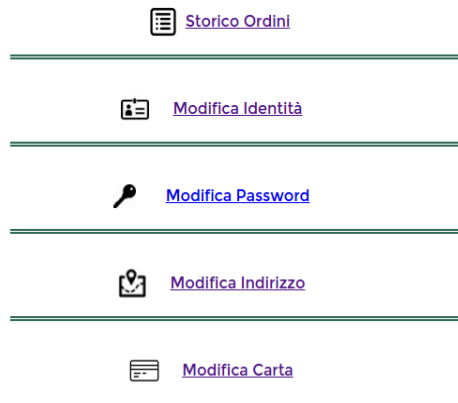 Storico Ordini
Modifica Identità
Modifica Password
Modifica Indirizzo
Modifica Carta